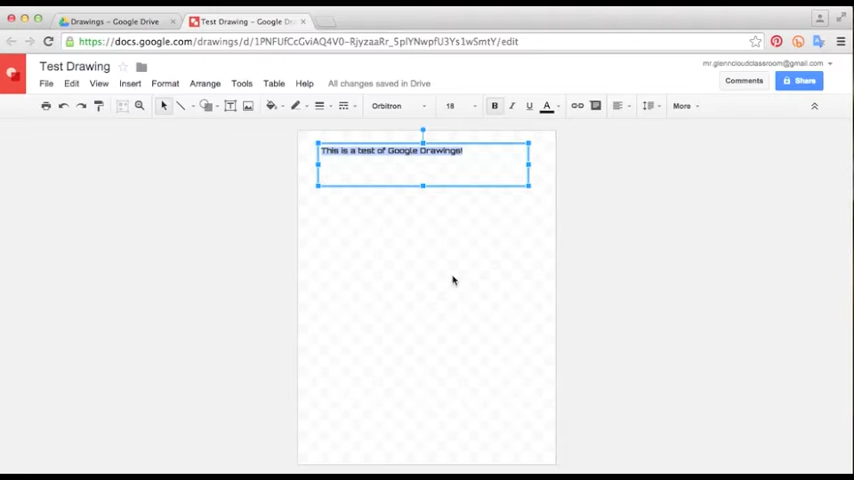 Drawings – Google Drive
Test Drawing – Google Dr
https://docs.google.com/drawings/d/1PNFUfCcGviAQ4V0-RjyzaaRr_5plYNwpfU3Ys1wSmtY/edit
Test Drawing
mr.glenncloudclassroom@gmail.com
File Edit View Insert Format Arrange Tools Table Help All changes saved in Drive
Comments Share
Orbitron 18 B I U A More
This is a test of Google Drawings!